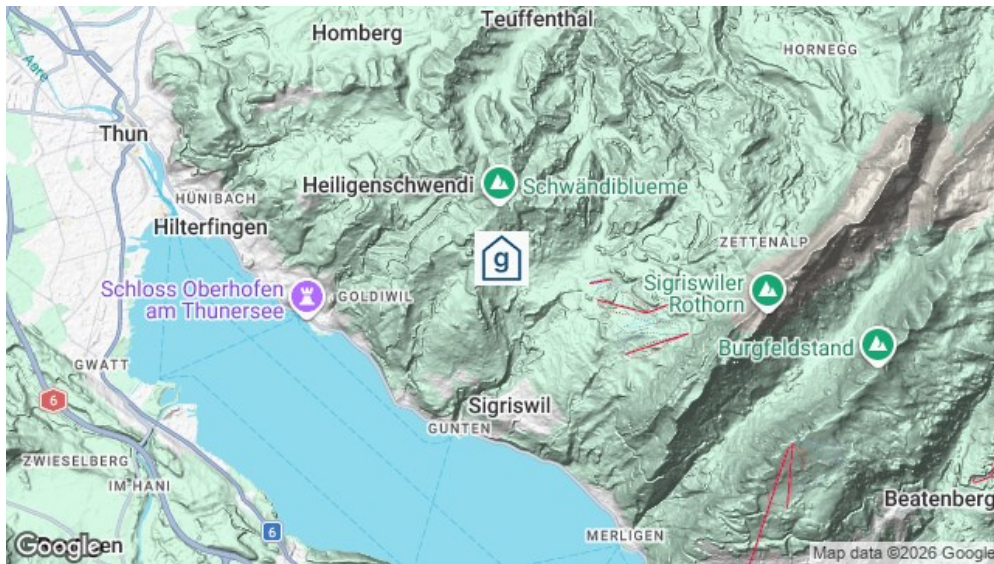 Homberg
Teuffenthal
HORNEGG
Aare
Thun
Heiligenschwendi
Schwändiblueme
HÜNIBACH
Hilterfingen
ZETTENALP
g
Schloss Oberhofen
am Thunersee
GOLDIWIL
Sigriswiler
Rothorn
Burgfeldstand
GWATT
6
Sigriswil
GUNTEN
ZWIESELBERG
IM HANI
Beatenberg
6
MERLIGEN
Google
Map data ©2026 Google